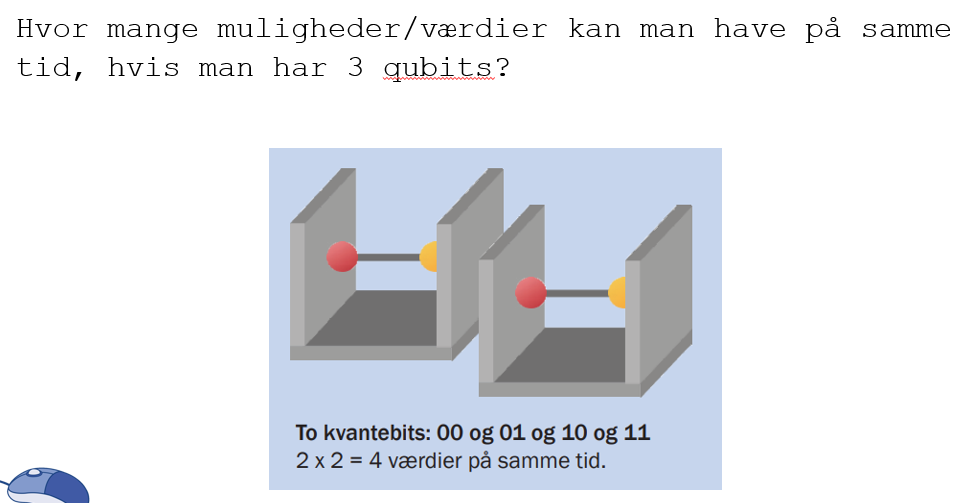 Hvor mange muligheder/værdier kan man have på samme
tid, hvis man har 3 qubits?
To kvantebits: 00 og 01 og 10 og 11
2 x 2 = 4 værdier på samme tid.